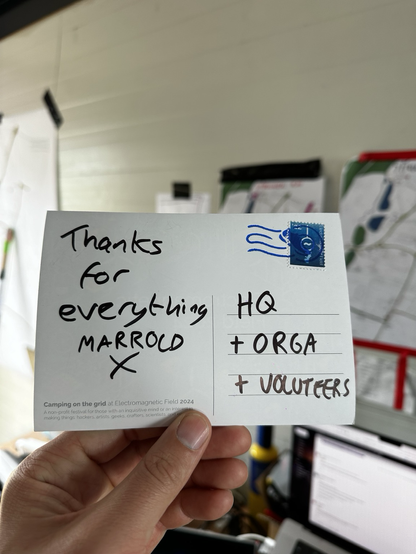 Thanks
for
everything
MARROLD
X
HQ
+ ORGA
+ VOLUTEERS
Camping on the grid at Electromagnetic Field 2024